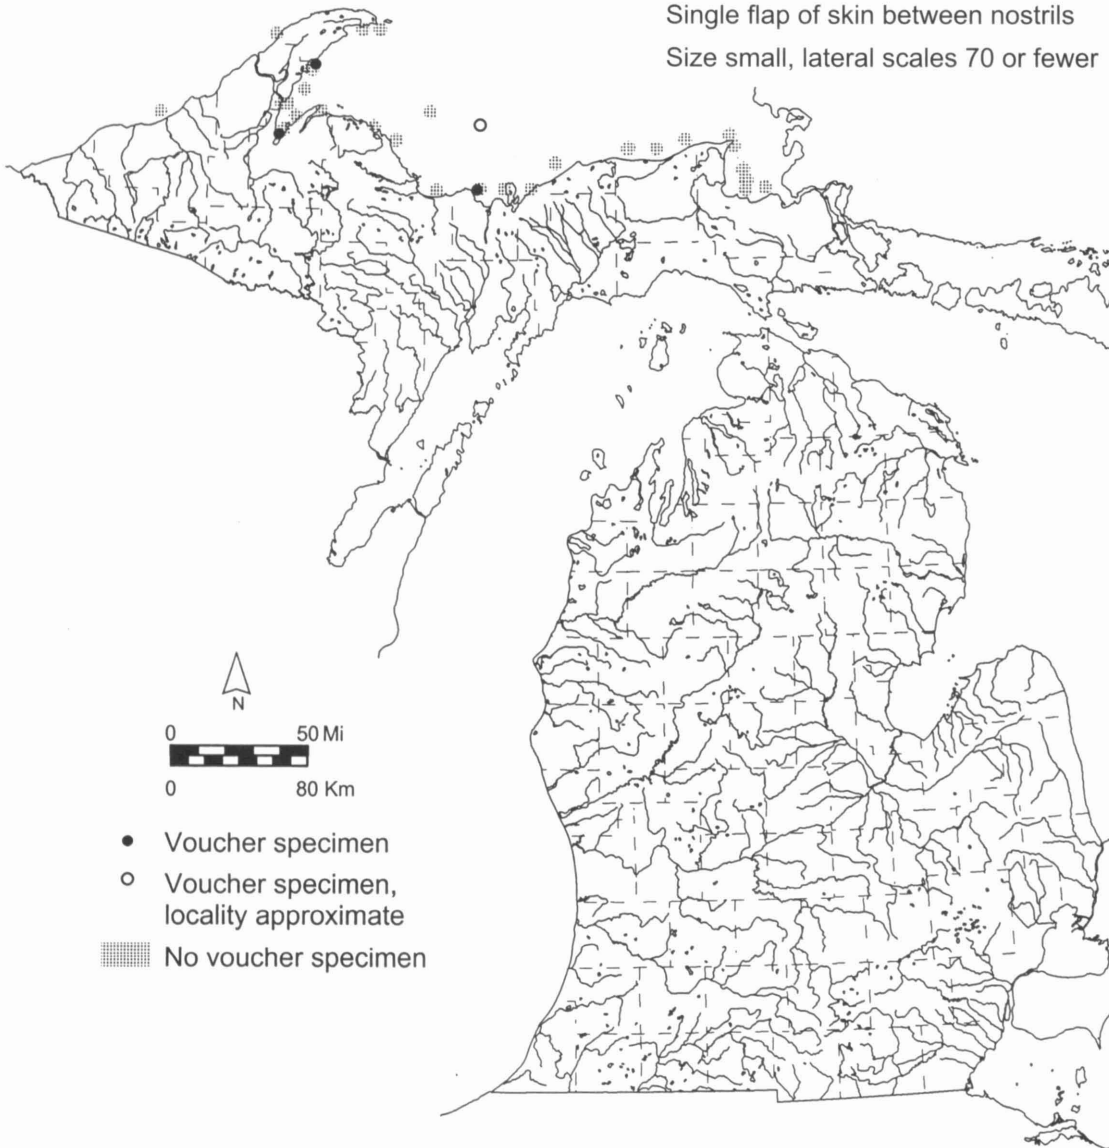 Single flap of skin between nostrils
Size small, lateral scales 70 or fewer
N
0 50 Mi
0 80 Km
Voucher specimen
Voucher specimen,
locality approximate
No voucher specimen